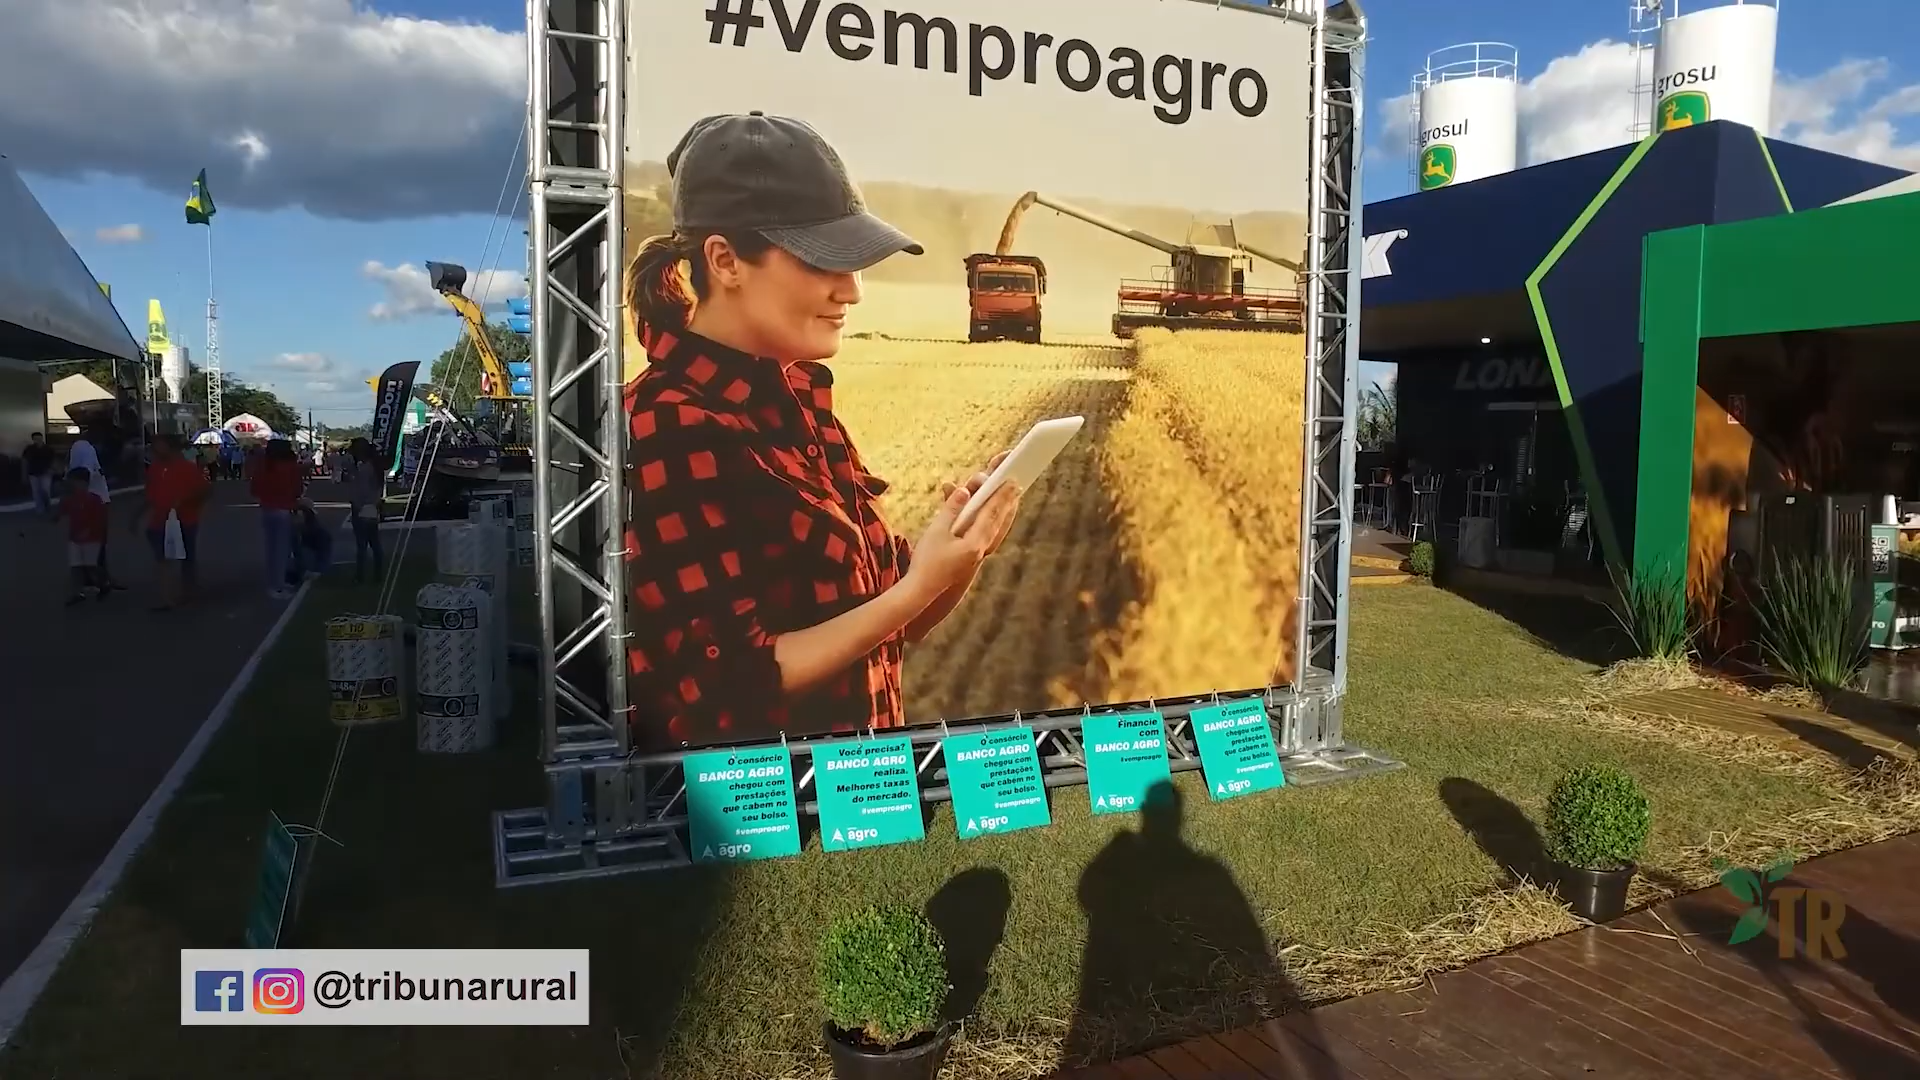 #vemproagro
grosul
grosu
MacDon
LON
O consórcio
BANCO AGRO
chegou com
prestações
que cabem no
seu bolso.
#vemproagro
agro
Você precisa?
BANCO AGRO
realiza.
Melhores taxas
do mercado.
#vemproagro
agro
O consórcio
BANCO AGRO
chegou com
prestações
que cabem no
seu bolso.
#vemproagro
agro
Financie
com
BANCO AGRO
#vemproagro
agro
O consórcio
BANCO AGRO
chegou com
prestações
que cabem no
seu bolso.
#vemproagro
agro
TR
@tribunarural